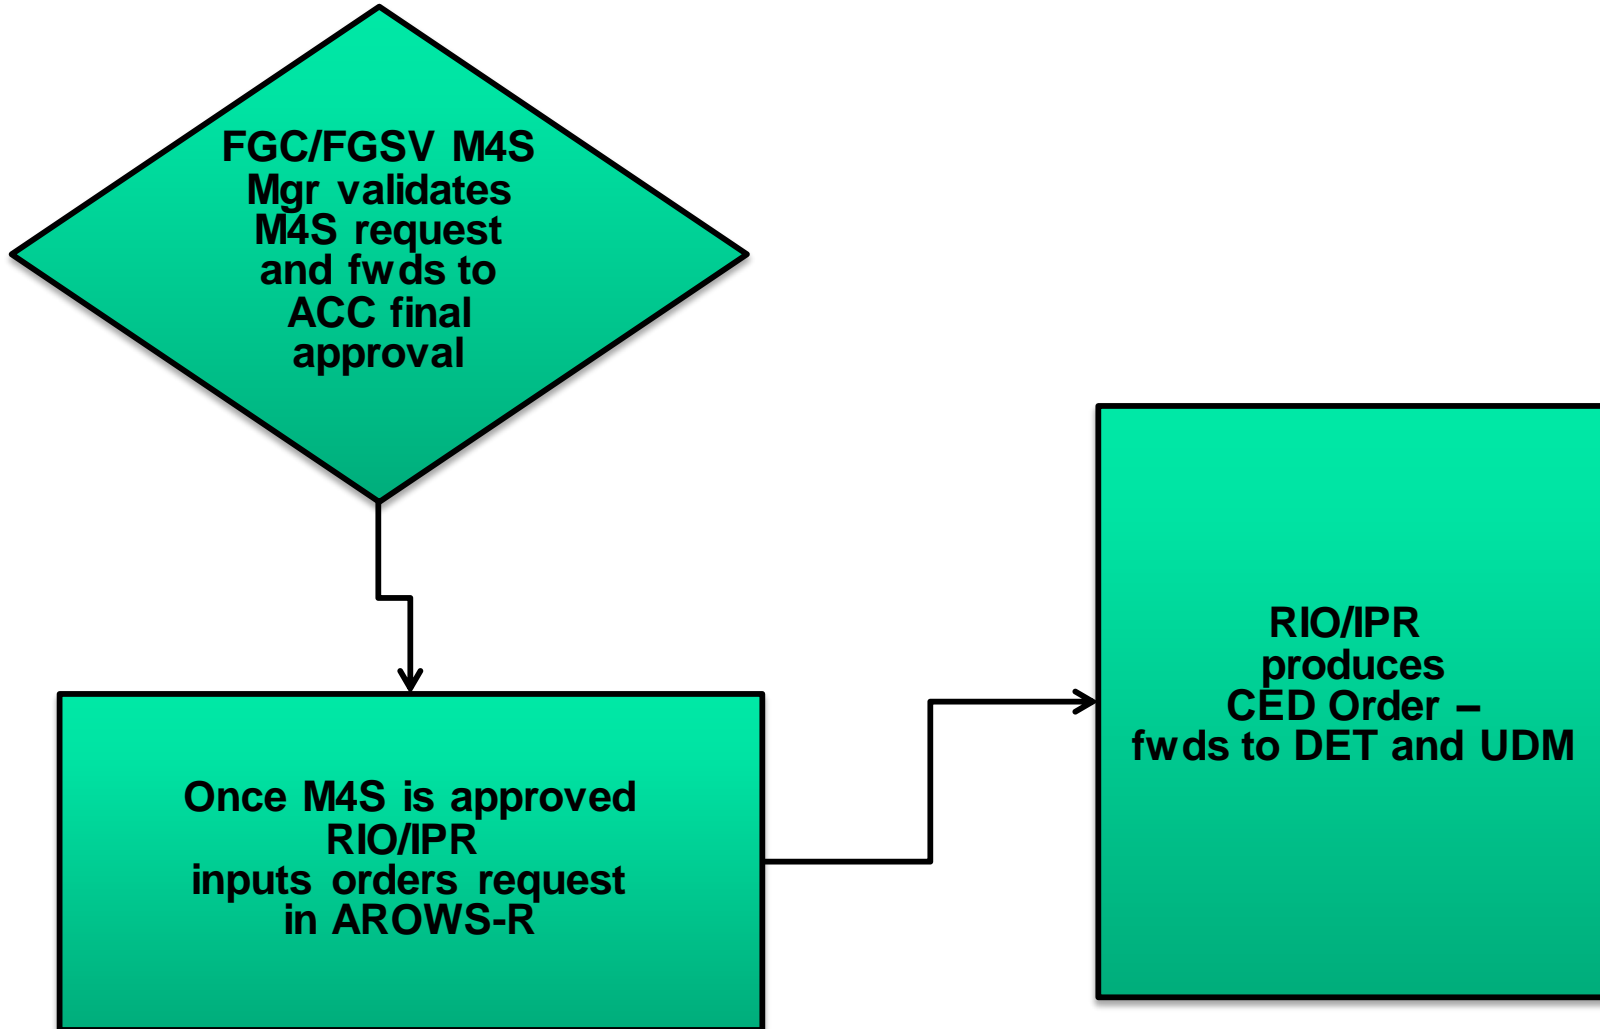 FGC/FGSV M4S
Mgr validates
M4S request
and fwds to
ACC final
approval
Once M4S is approved
RIO/IPR
inputs orders request
in AROWS-R
RIO/IPR
produces
CED Order –
fwds to DET and UDM